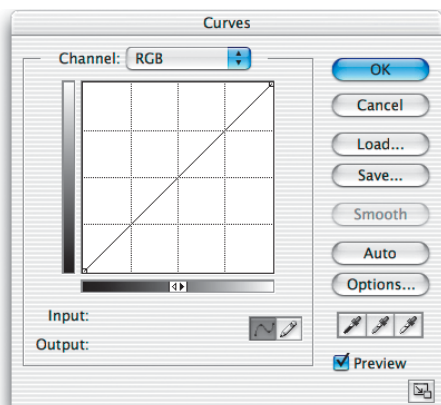 Curves
Channel: RGB
OK
Cancel
Load...
Save...
Smooth
Auto
Options...
Input:
Output:
Preview